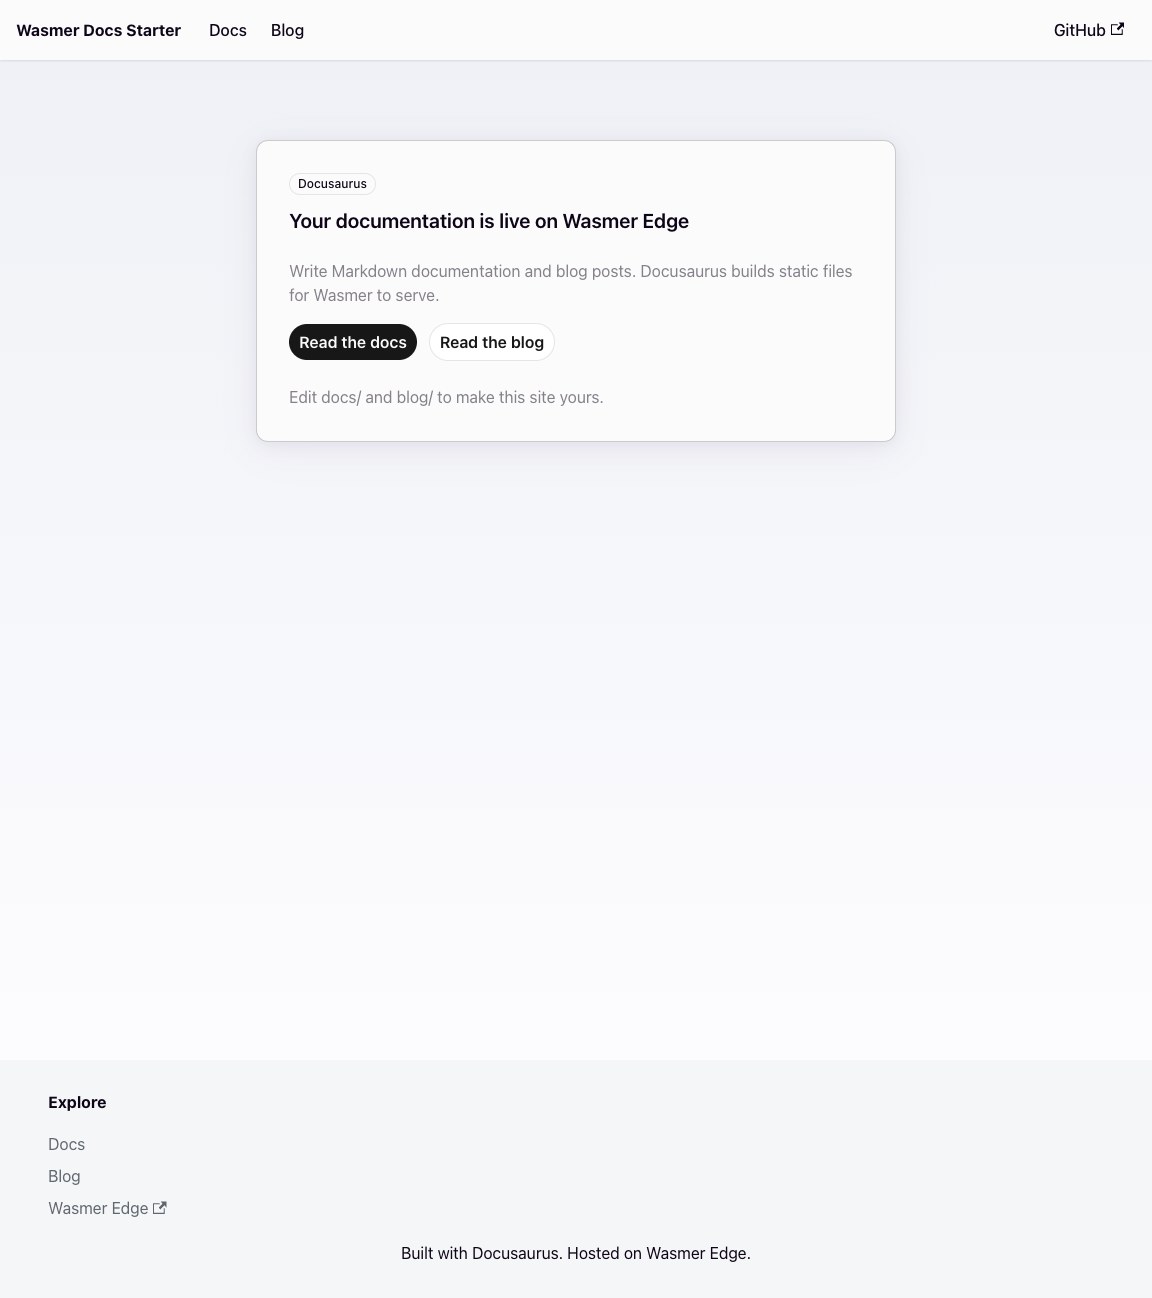 Wasmer Docs Starter Docs Blog GitHub
Docusaurus
Your documentation is live on Wasmer Edge
Write Markdown documentation and blog posts. Docusaurus builds static files
for Wasmer to serve.
Read the docs Read the blog
Edit docs/ and blog/ to make this site yours.
Explore
Docs
Blog
Wasmer Edge
Built with Docusaurus. Hosted on Wasmer Edge.